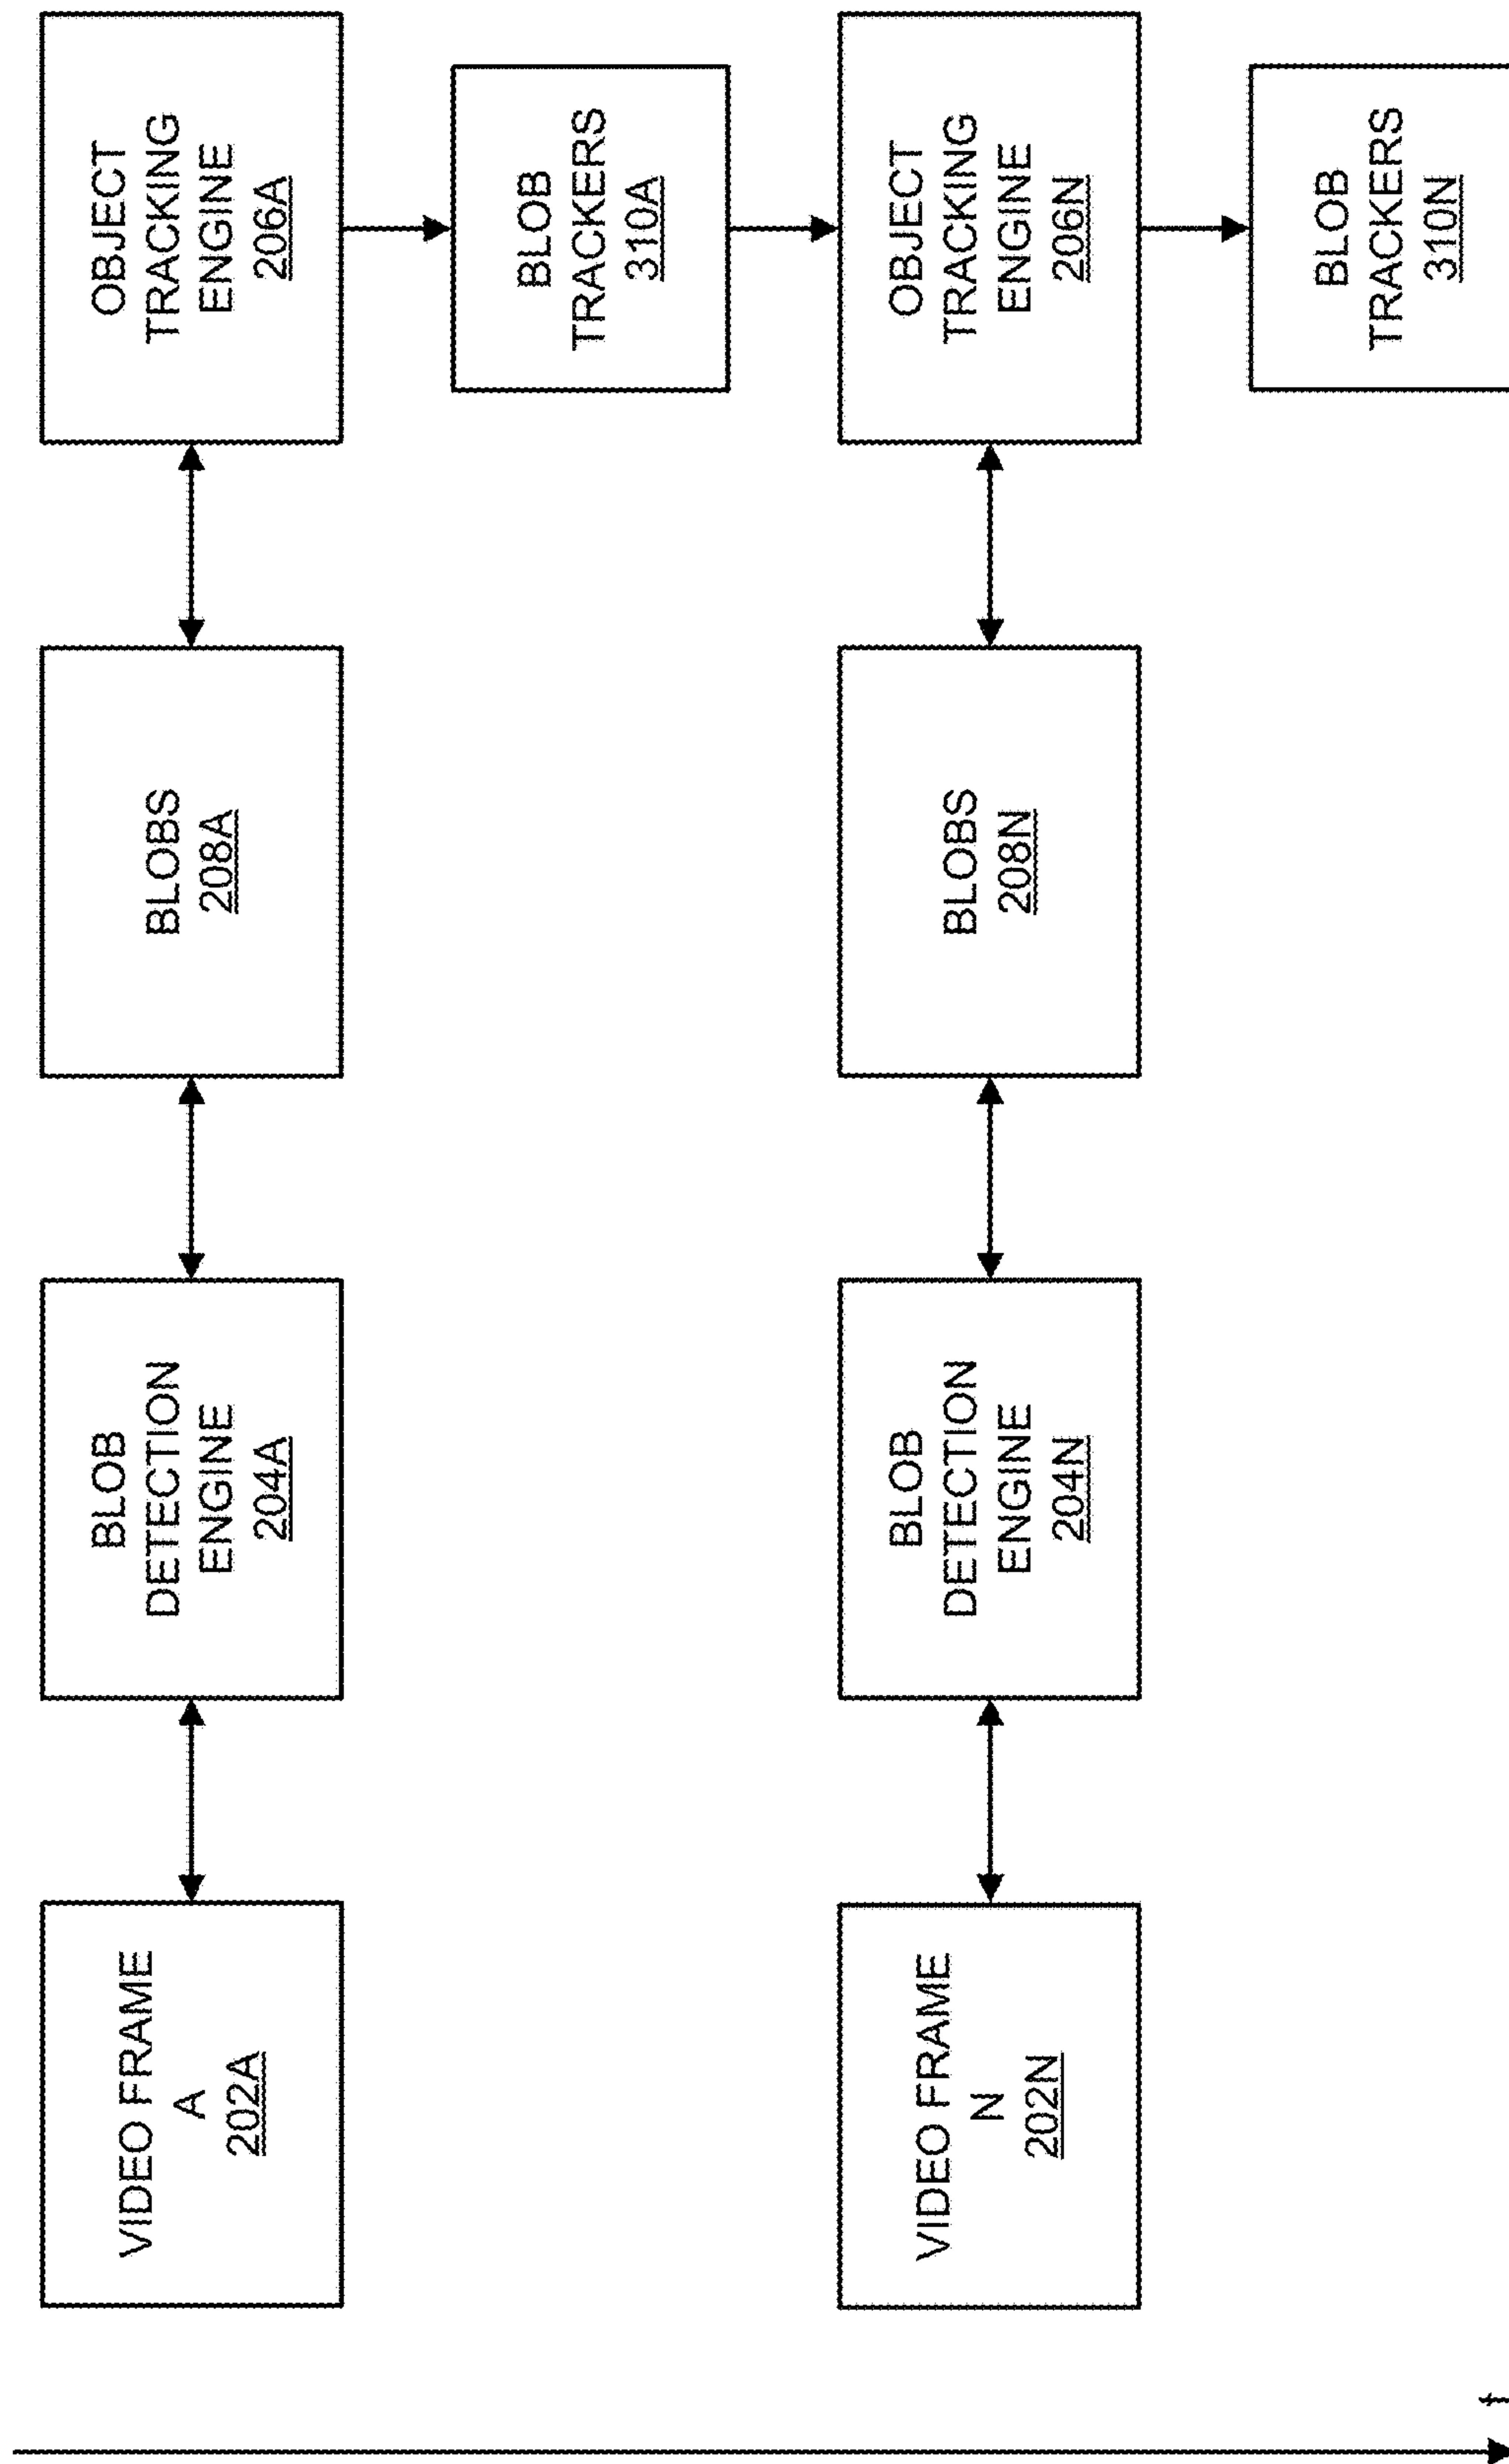 VIDEO FRAME
A
202A
BLOB
DETECTION
ENGINE
204A
BLOBS
208A
OBJECT
TRACKING
ENGINE
206A
BLOB
TRACKERS
310A
VIDEO FRAME
N
202N
BLOB
DETECTION
ENGINE
204N
BLOBS
208N
OBJECT
TRACKING
ENGINE
206N
BLOB
TRACKERS
310N
t